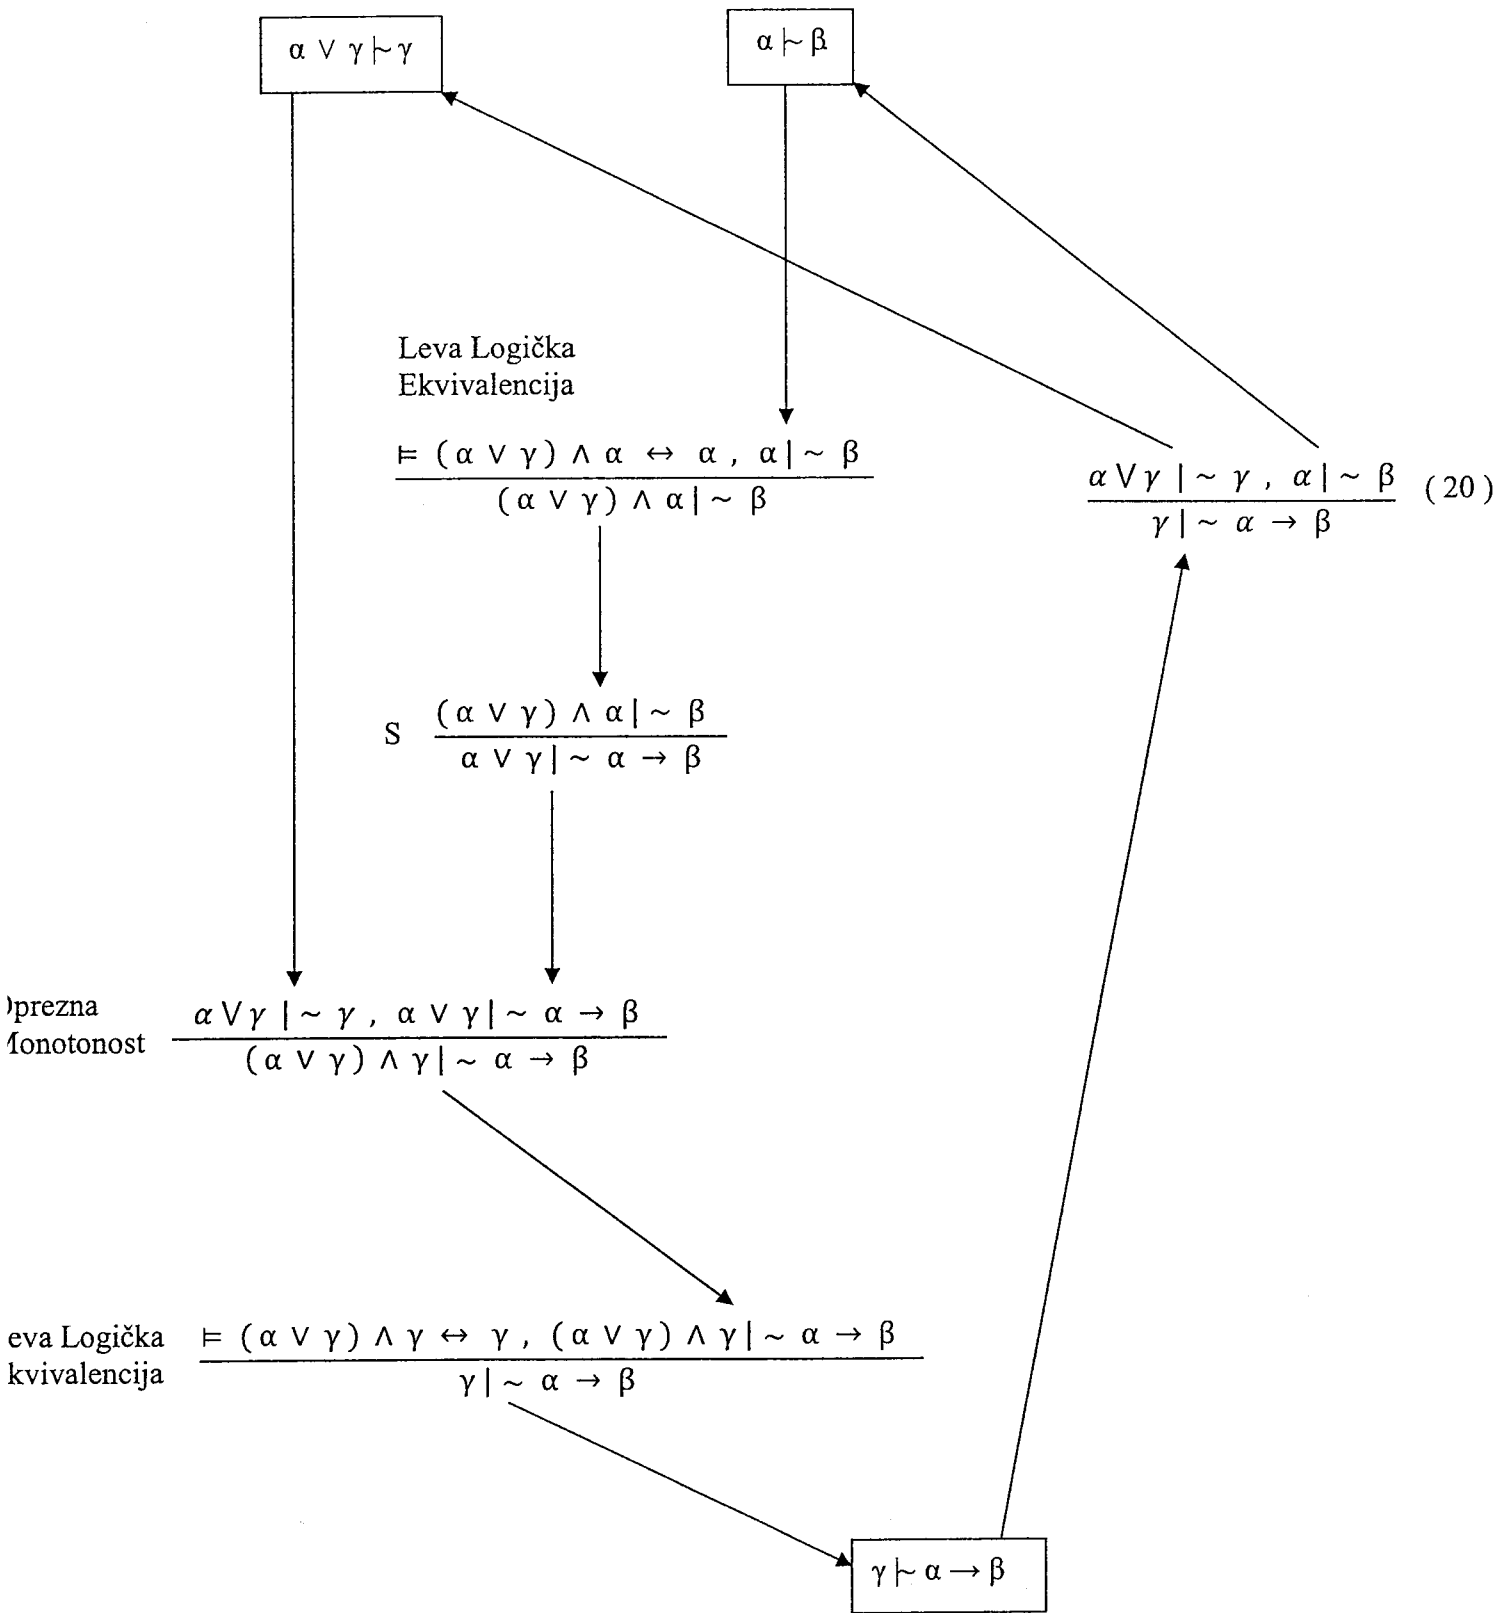 α ∨ γ |~ γ
α |~ β
Leva Logička
Ekvivalencija
⊨ (α ∨ γ) ∧ α ↔ α , α|~ β
(α ∨ γ) ∧ α|~ β
α ∨ γ |~ γ , α|~ β (20)
γ|~ α → β
S (α ∨ γ) ∧ α|~ β
α ∨ γ|~ α → β
prezna
onotonost
α ∨ γ |~ γ , α ∨ γ|~ α → β
(α ∨ γ) ∧ γ|~ α → β
eva Logička
kvivalencija
⊨ (α ∨ γ) ∧ γ ↔ γ , (α ∨ γ) ∧ γ|~ α → β
γ|~ α → β
γ |~ α → β